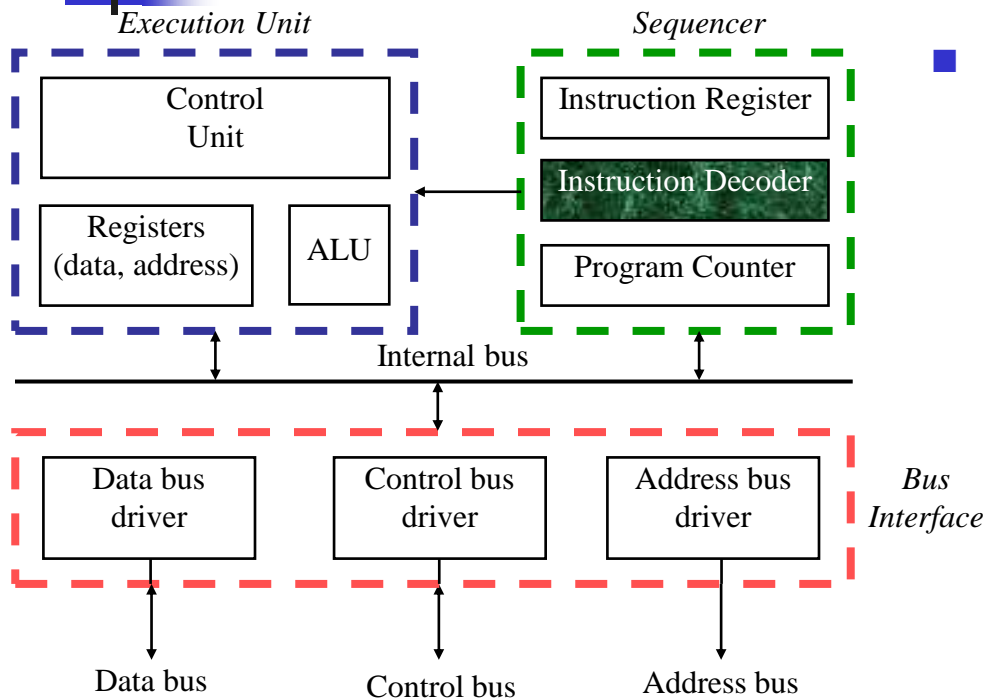 Execution Unit
Sequencer
Control
Unit
Registers
(data, address)
ALU
Instruction Register
Instruction Decoder
Program Counter
Internal bus
Data bus
driver
Control bus
driver
Address bus
driver
Bus
Interface
Data bus
Control bus
Address bus